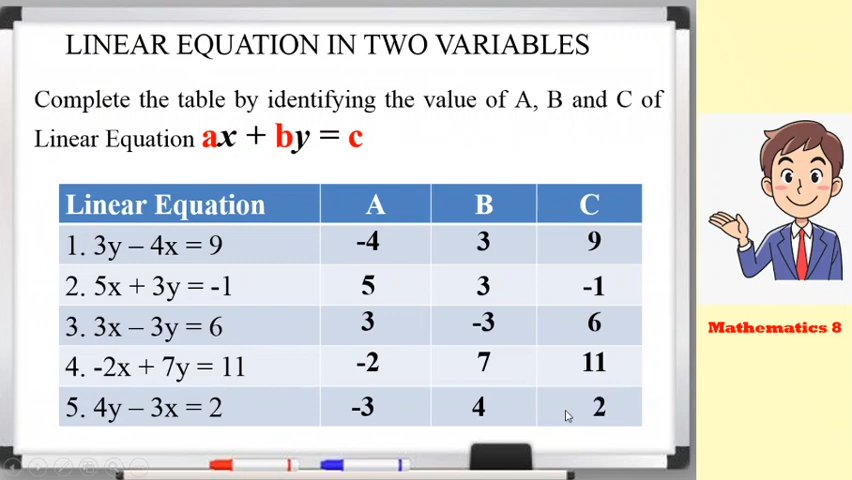 LINEAR EQUATION IN TWO VARIABLES
Complete the table by identifying the value of A, B and C of
Linear Equation ax + by = c
Linear Equation A B C
1. 3y – 4x = 9 -4 3 9
2. 5x + 3y = -1 5 3 -1
3. 3x – 3y = 6 3 -3 6
4. -2x + 7y = 11 -2 7 11
5. 4y – 3x = 2 -3 4 2
Mathematics 8